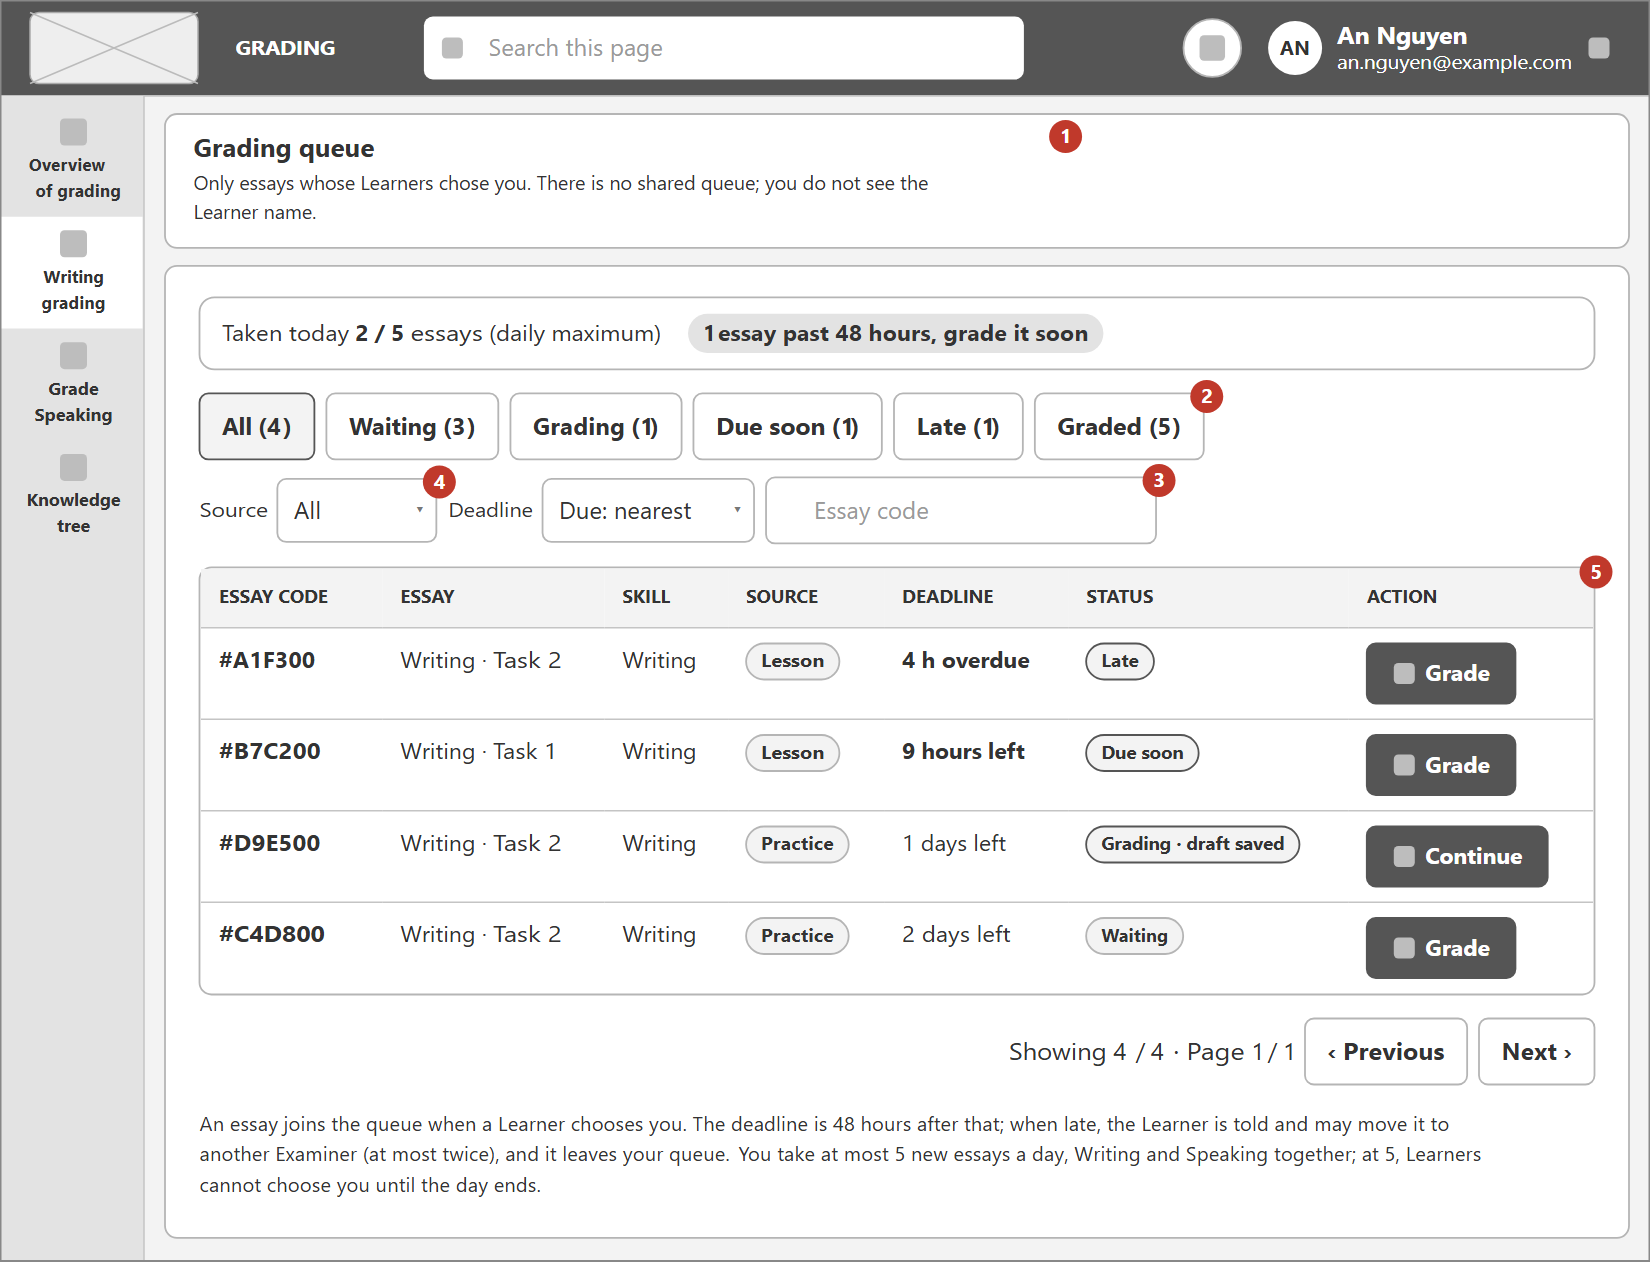 GRADING
Search this page
AN
An Nguyen
an.nguyen@example.com
Overview
of grading
Writing
grading
Grade
Speaking
Knowledge
tree
1
Grading queue
Only essays whose Learners chose you. There is no shared queue; you do not see the
Learner name.
Taken today 2 / 5 essays (daily maximum) 1 essay past 48 hours, grade it soon
2
All (4) Waiting (3) Grading (1) Due soon (1) Late (1) Graded (5)
4
3
Source All Deadline Due: nearest Essay code
5
ESSAY CODE ESSAY SKILL SOURCE DEADLINE STATUS ACTION
#A1F300 Writing · Task 2 Writing Lesson 4 h overdue Late Grade
#B7C200 Writing · Task 1 Writing Lesson 9 hours left Due soon Grade
#D9E500 Writing · Task 2 Writing Practice 1 days left Grading · draft saved Continue
#C4D800 Writing · Task 2 Writing Practice 2 days left Waiting Grade
Showing 4 / 4 · Page 1 / 1 ‹ Previous Next ›
An essay joins the queue when a Learner chooses you. The deadline is 48 hours after that; when late, the Learner is told and may move it to
another Examiner (at most twice), and it leaves your queue. You take at most 5 new essays a day, Writing and Speaking together; at 5, Learners
cannot choose you until the day ends.